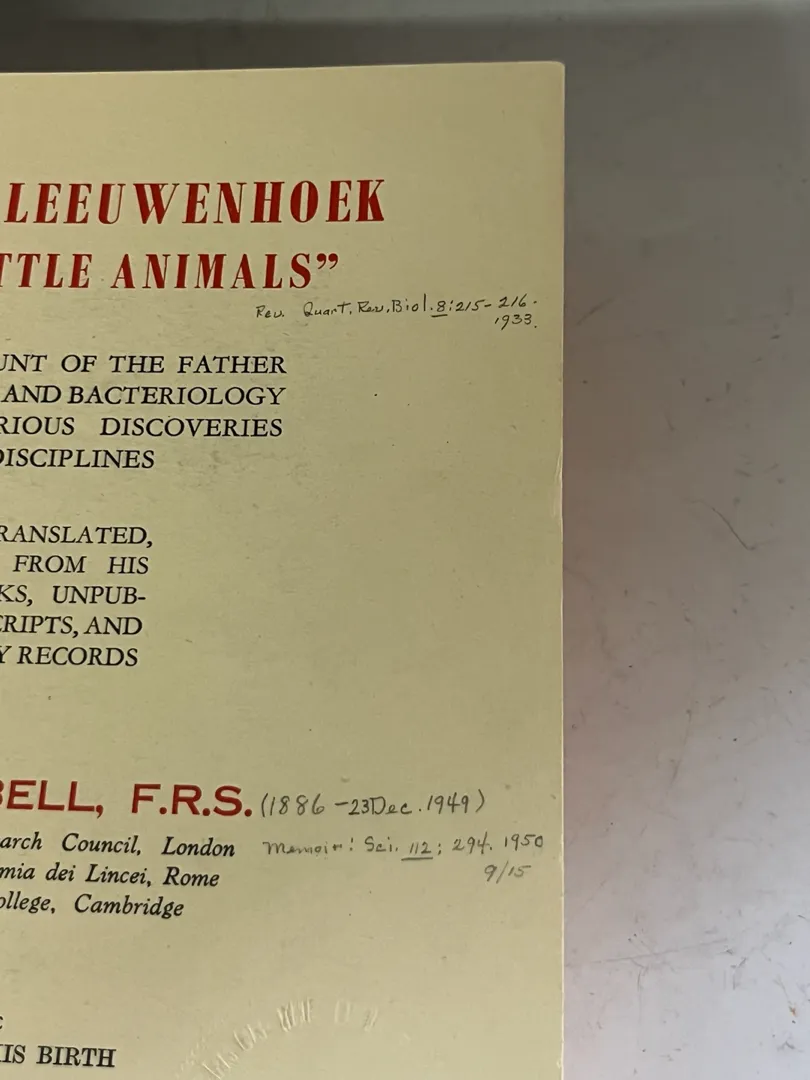 LEEUWENHOEK
TTLE ANIMALS”
Rev. Quart. Rev. Biol. 8:215-216.
1933.
UNT OF THE FATHER
AND BACTERIOLOGY
RIOUS DISCOVERIES
DISCIPLINES
RANSLATED,
FROM HIS
KS, UNPUB-
CRIPTS, AND
Y RECORDS
BELL, F.R.S. (1886 - 23 Dec. 1949)
arch Council, London Memoir: Sci. 112; 294. 1950
mia dei Lincei, Rome 9/15
ollege, Cambridge
HIS BIRTH